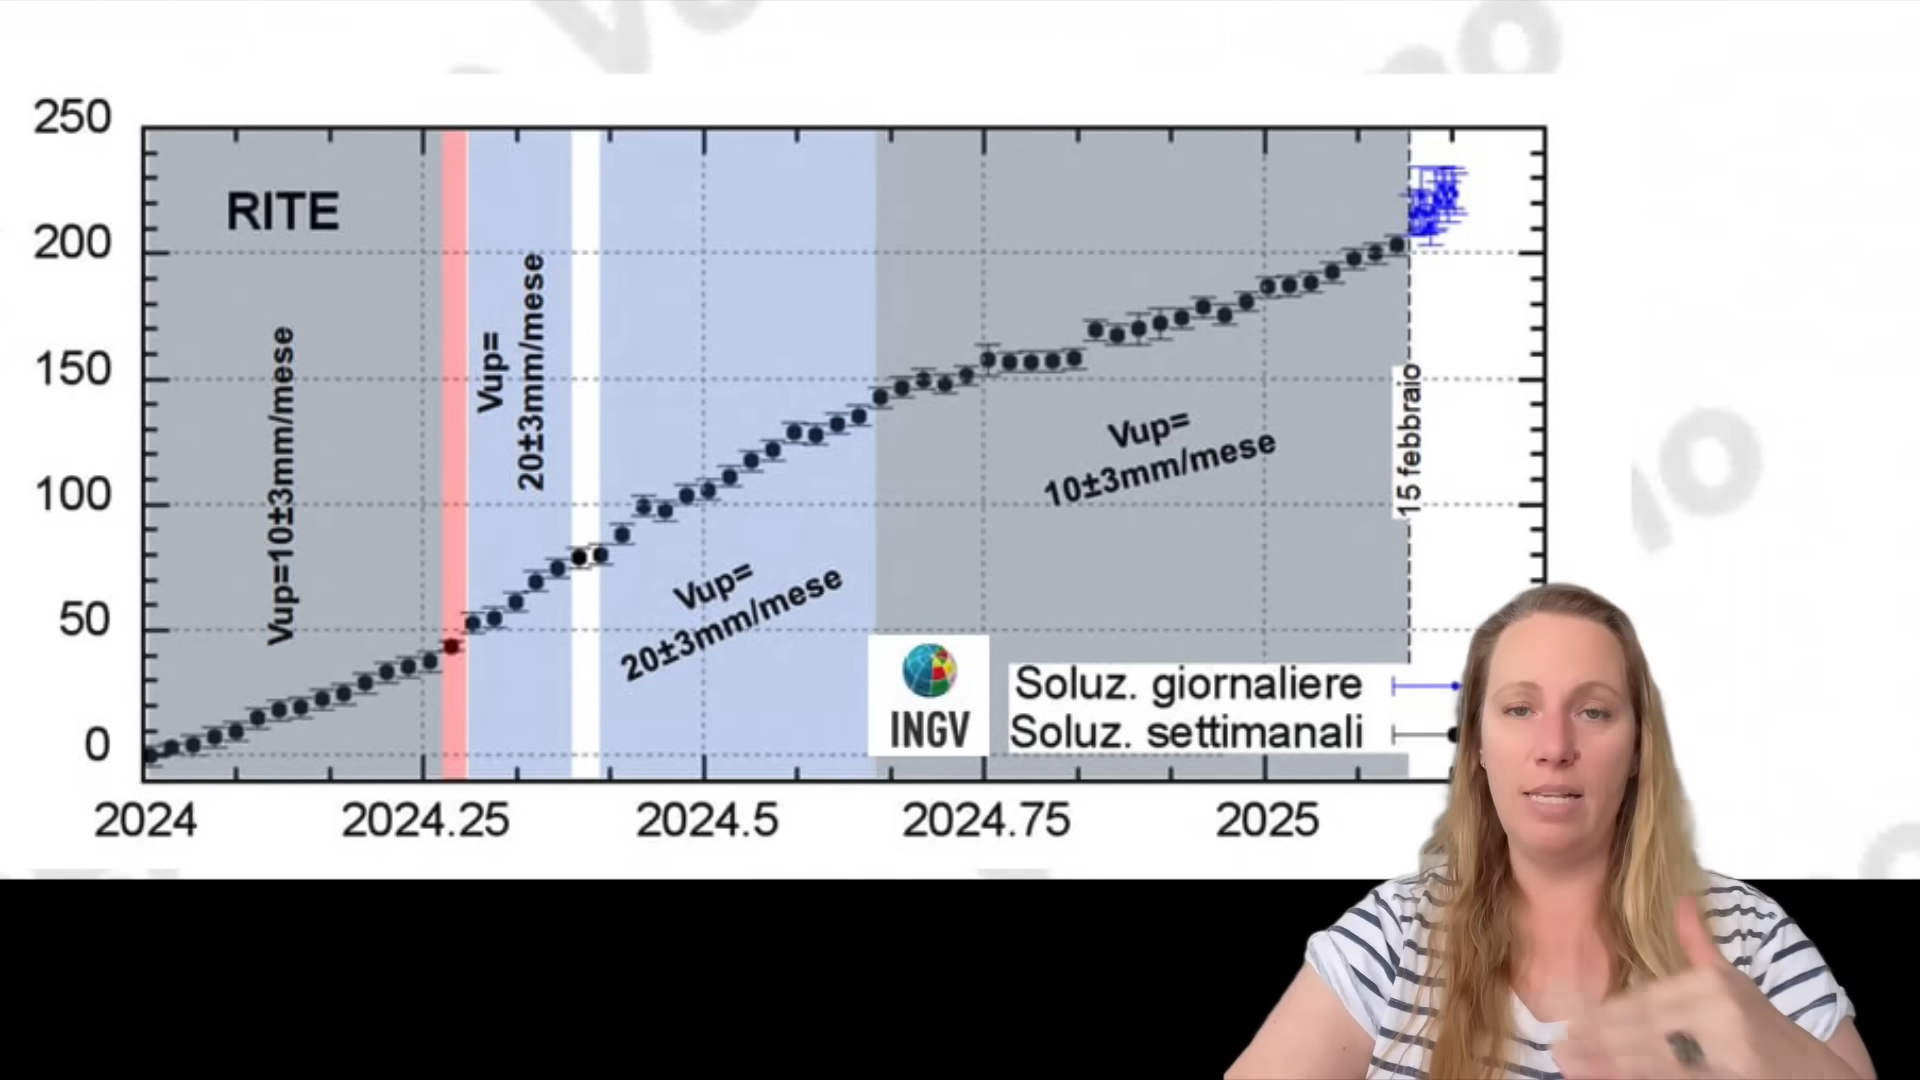 250
200
150
100
50
0
RITE
Vup=10±3mm/mese
Vup=
20±3mm/mese
Vup=
20±3mm/mese
Vup=
10±3mm/mese
15 febbraio
INGV
Soluz. giornaliere
Soluz. settimanali
2024
2024.25
2024.5
2024.75
2025